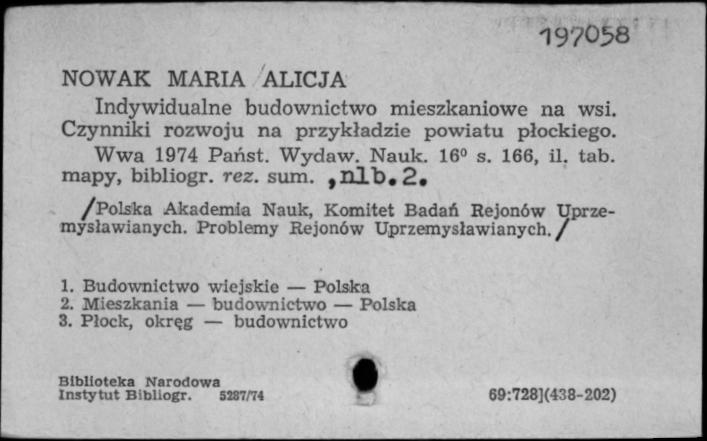 197058
NOWAK MARIA ALICJA
Indywidualne budownictwo mieszkaniowe na wsi.
Czynniki rozwoju na przykładzie powiatu płockiego.
Wwa 1974 Państ. Wydaw. Nauk. 16⁰ s. 166, il. tab.
mapy, bibliogr. rez. sum. , nlb. 2.
/Polska Akademia Nauk, Komitet Badań Rejonów Uprze-
mysławianych. Problemy Rejonów Uprzemysławianych./
1. Budownictwo wiejskie — Polska
2. Mieszkania — budownictwo — Polska
3. Płock, okręg — budownictwo
Biblioteka Narodowa
Instytut Bibliogr. 5287/74 69:728](438-202)